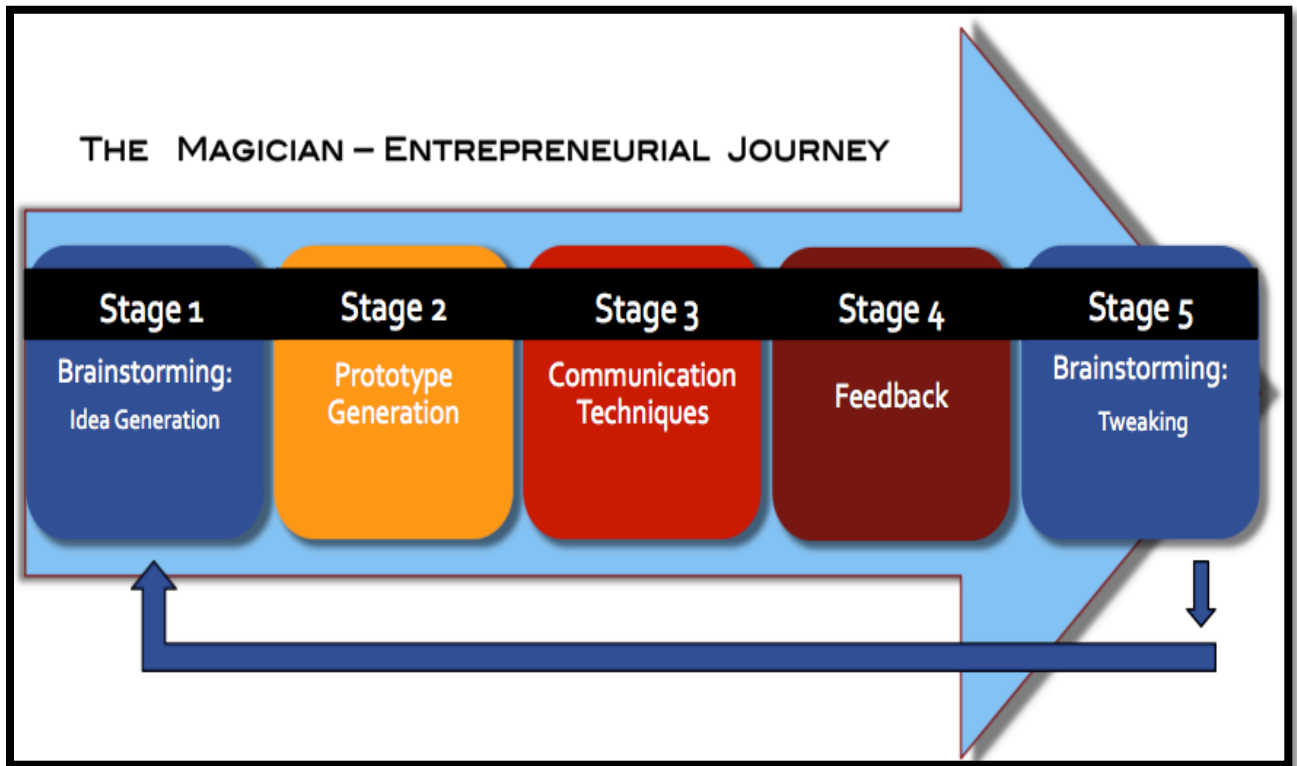 THE MAGICIAN – ENTREPRENEURIAL JOURNEY
Stage 1
Brainstorming:
Idea Generation
Stage 2
Prototype
Generation
Stage 3
Communication
Techniques
Stage 4
Feedback
Stage 5
Brainstorming:
Tweaking